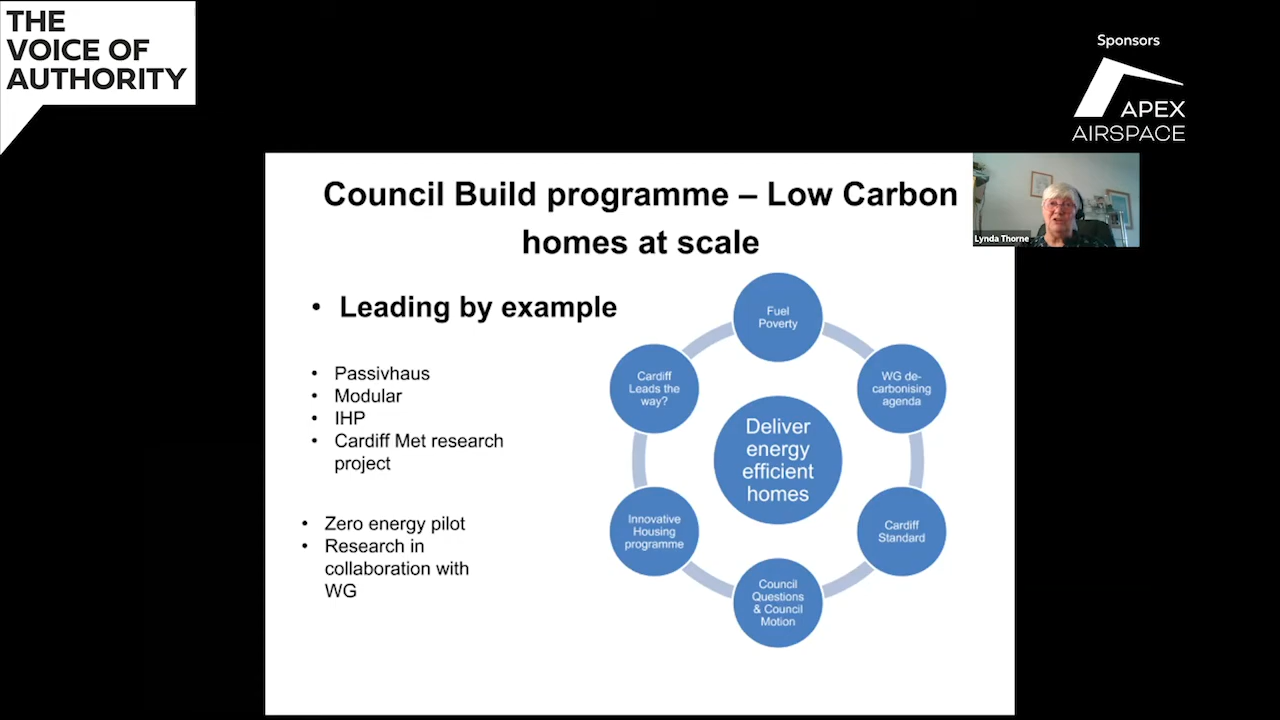 THE
VOICE OF
AUTHORITY
Sponsors
APEX
AIRSPACE
Lynda Thorne
Council Build programme – Low Carbon
homes at scale
• Leading by example
• Passivhaus
• Modular
• IHP
• Cardiff Met research
project
• Zero energy pilot
• Research in
collaboration with
WG
Fuel
Poverty
WG de-
carbonising
agenda
Cardiff
Standard
Council
Questions
& Council
Motion
Innovative
Housing
programme
Cardiff
Leads the
way?
Deliver
energy
efficient
homes